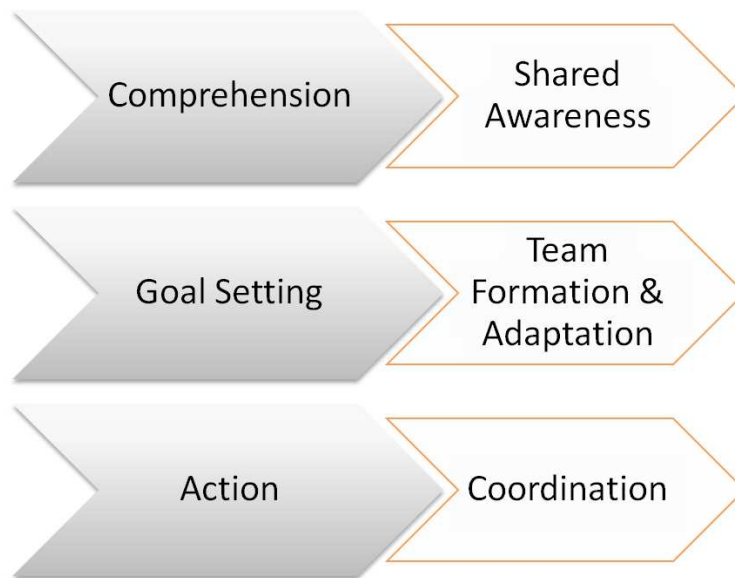 Comprehension
Shared
Awareness
Goal Setting
Team
Formation &
Adaptation
Action
Coordination